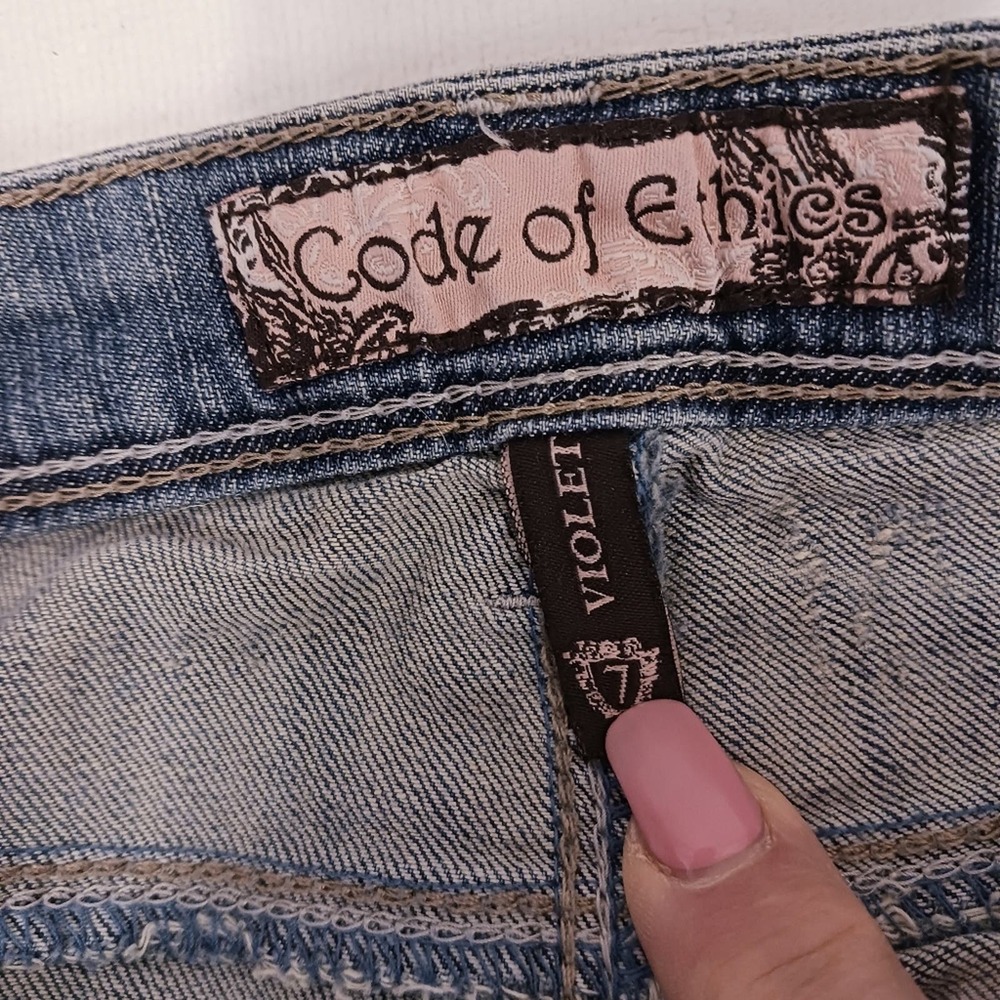 Code of Ethics
VIOLET
7